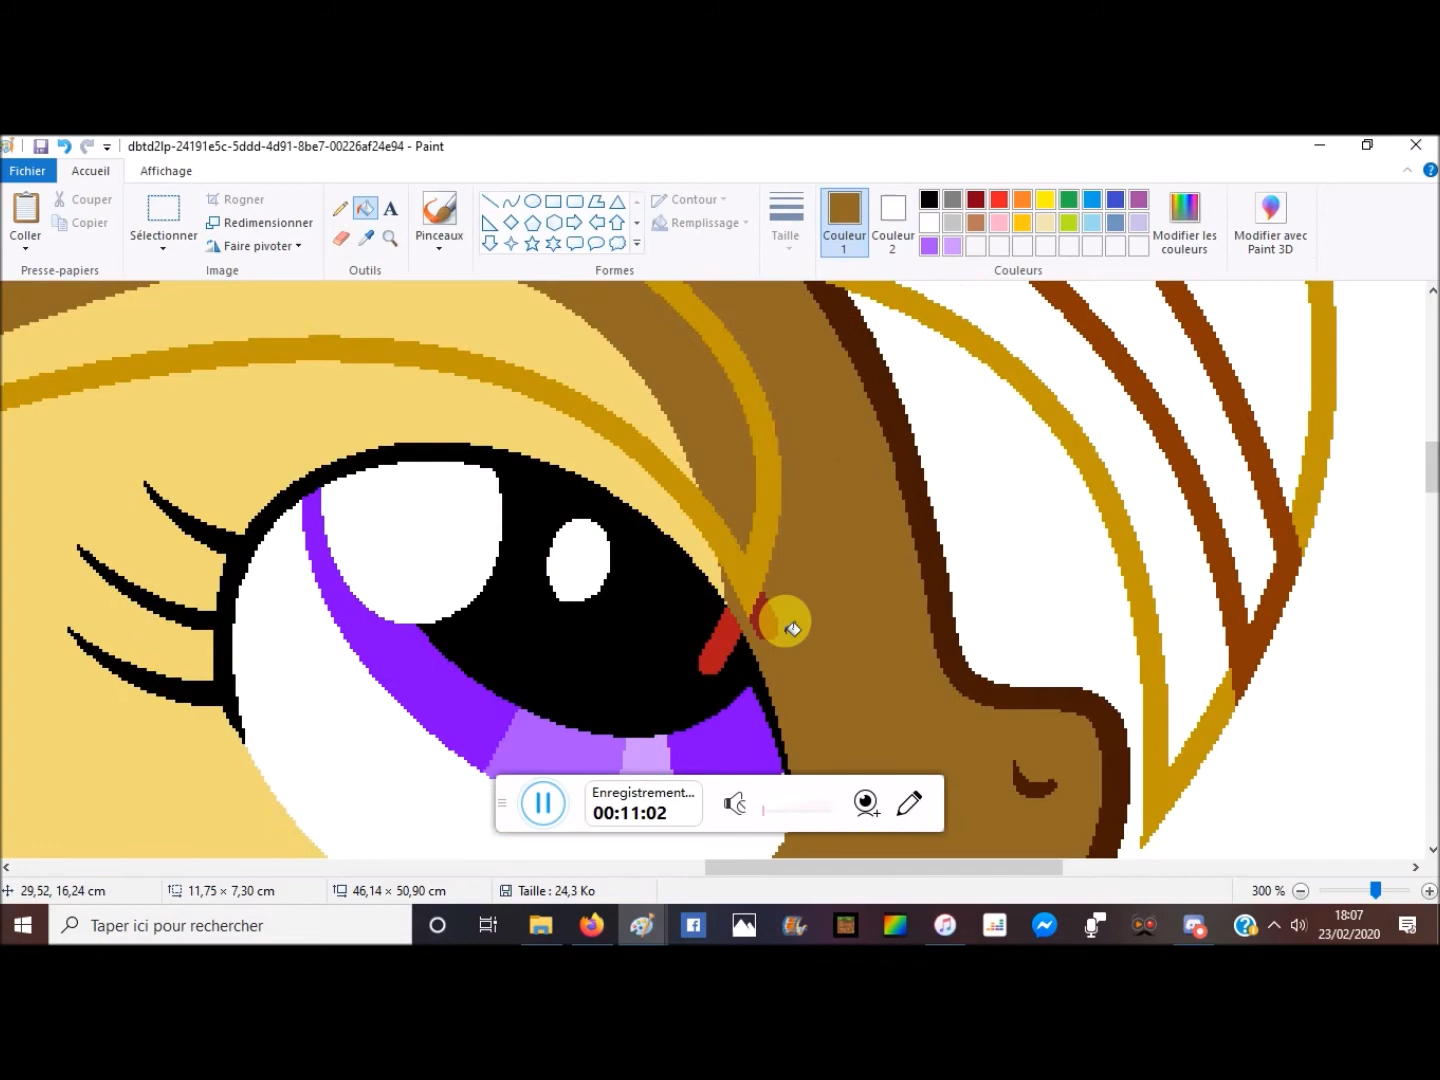 dbtd2lp-24191e5c-5ddd-4d91-8be7-00226af24e94 - Paint
Fichier Accueil Affichage
Coller
Couper
Copier
Presse-papiers
Sélectionner
Rogner
Redimensionner
Faire pivoter
Image
A
Outils
Pinceaux
Contour
Remplissage
Formes
Taille
Couleur 1
Couleur 2
Couleurs
Modifier les couleurs
Modifier avec Paint 3D
Enregistrement...
00:11:02
29,52, 16,24 cm 11,75 × 7,30 cm 46,14 × 50,90 cm Taille : 24,3 Ko 300 %
Taper ici pour rechercher
18:07
23/02/2020